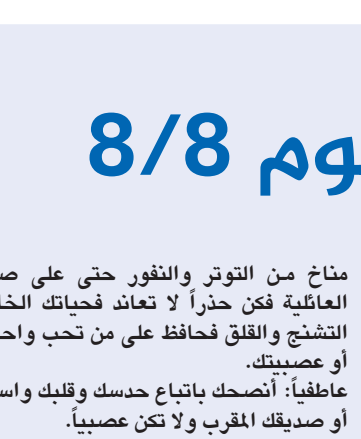 8/8
مناخ من التوتر والنفور حتى على
العائلية فكن حذراً لا تعاند فحياتك
التشنج والقلق فحافظ على من تحب
أو عصبيتك.
عاطفياً: أنصحك باتباع حدسك وقلبك
أو صديقك المقرب ولا تكن عصبياً.